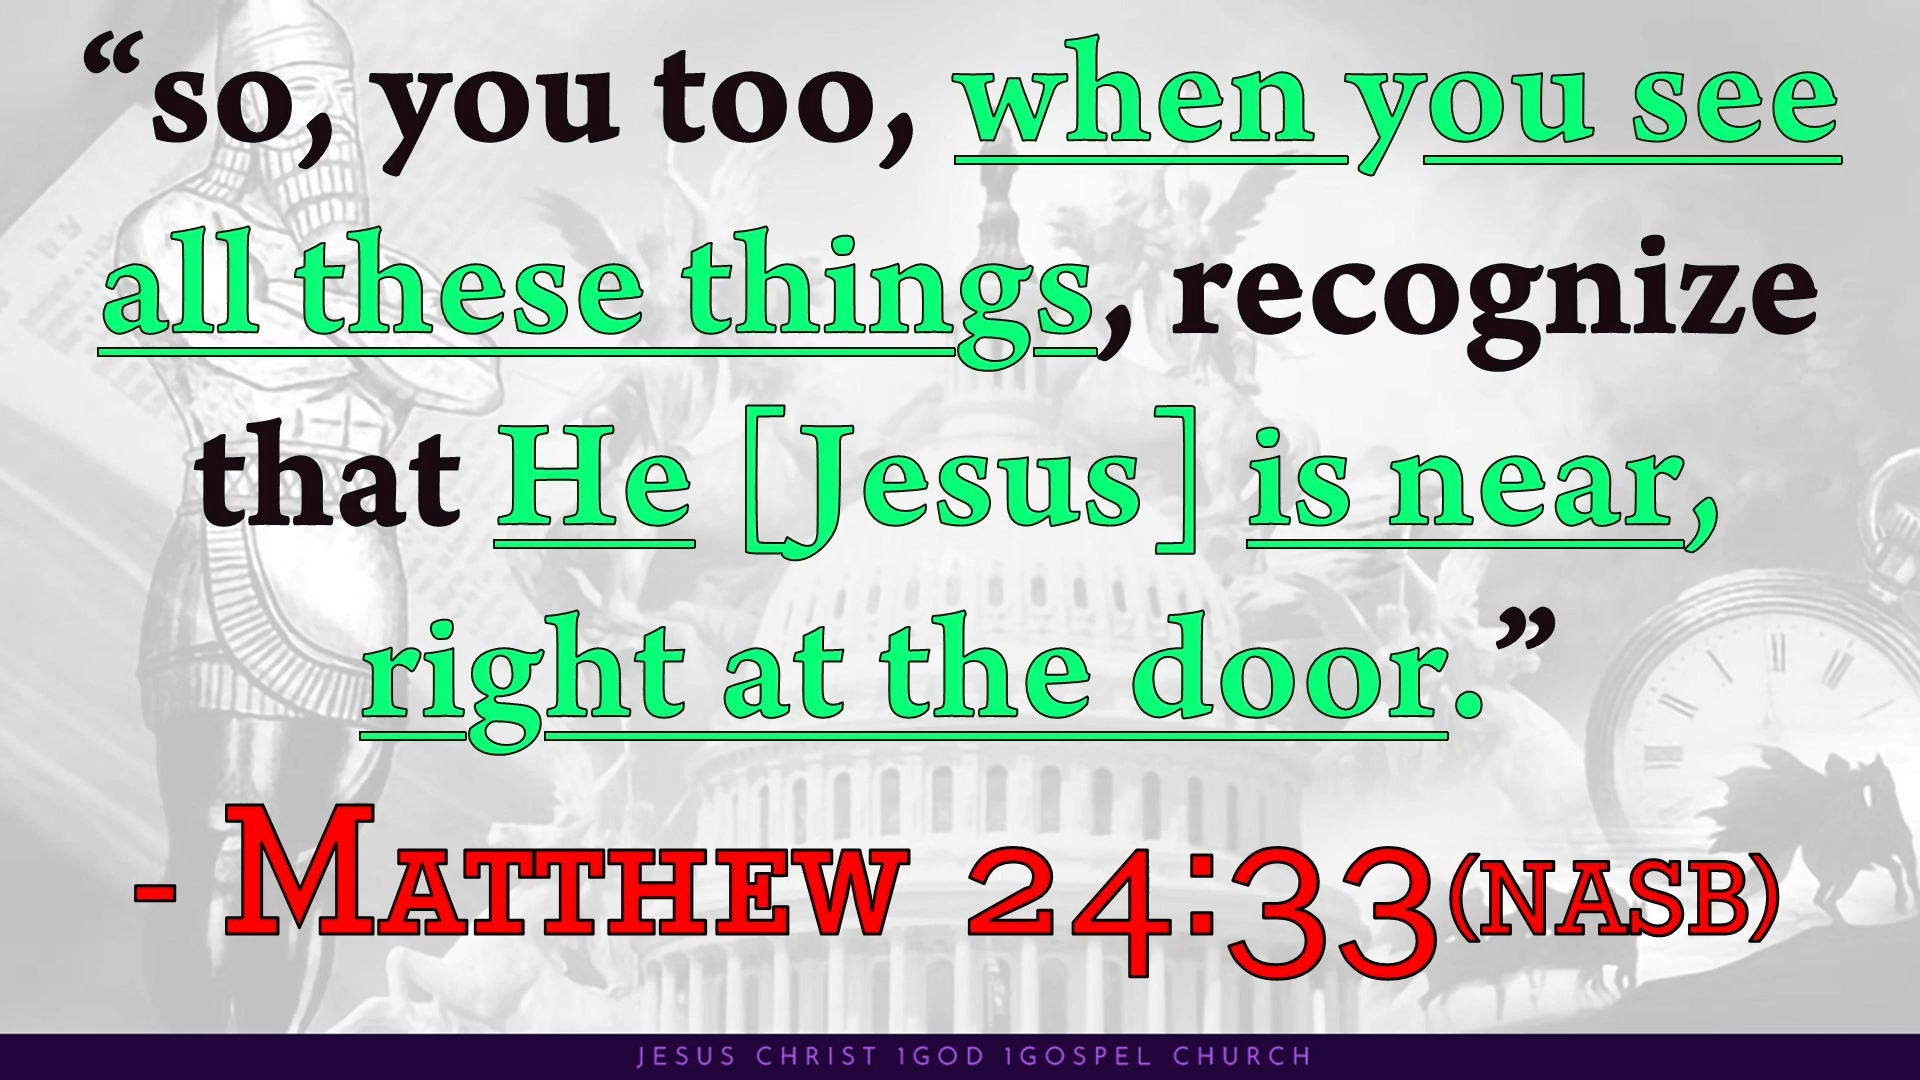 “so, you too, when you see
all these things, recognize
that He [Jesus] is near,
right at the door.”
- Matthew 24:33(NASB)
JESUS CHRIST 1GOD 1GOSPEL CHURCH